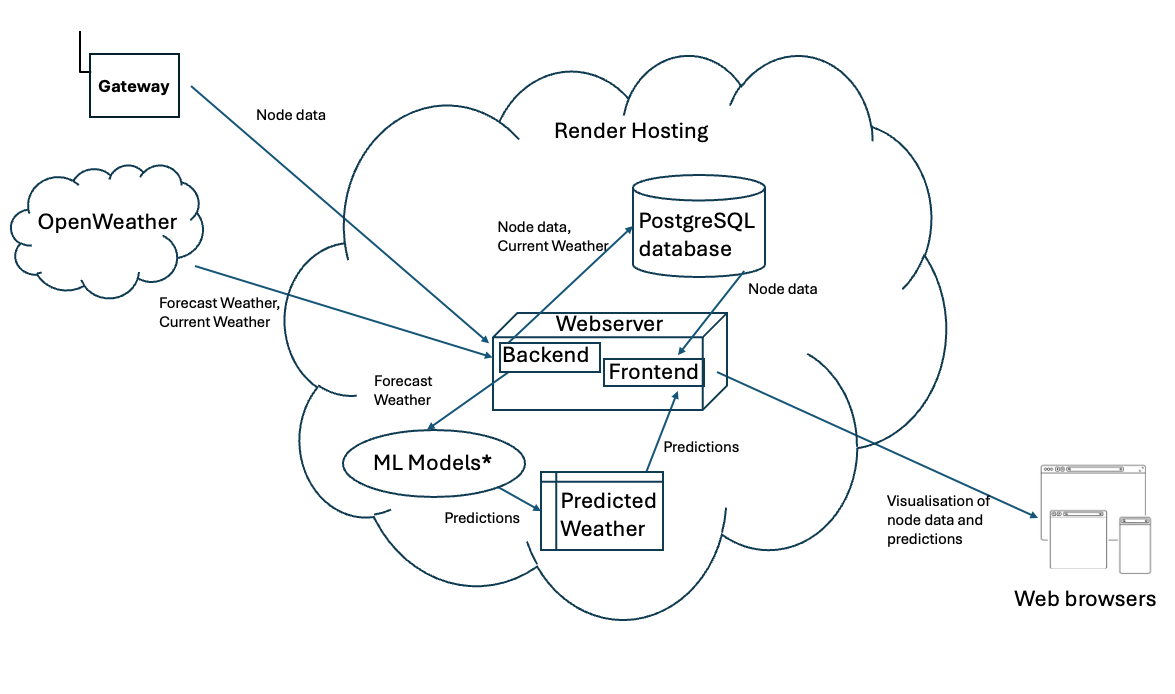 Gateway
Node data
Render Hosting
OpenWeather
PostgreSQL
database
Node data,
Current Weather
Node data
Forecast Weather,
Current Weather
Webserver
Backend
Frontend
Forecast
Weather
ML Models*
Predictions
Predicted
Weather
Predictions
Visualisation of
node data and
predictions
Web browsers